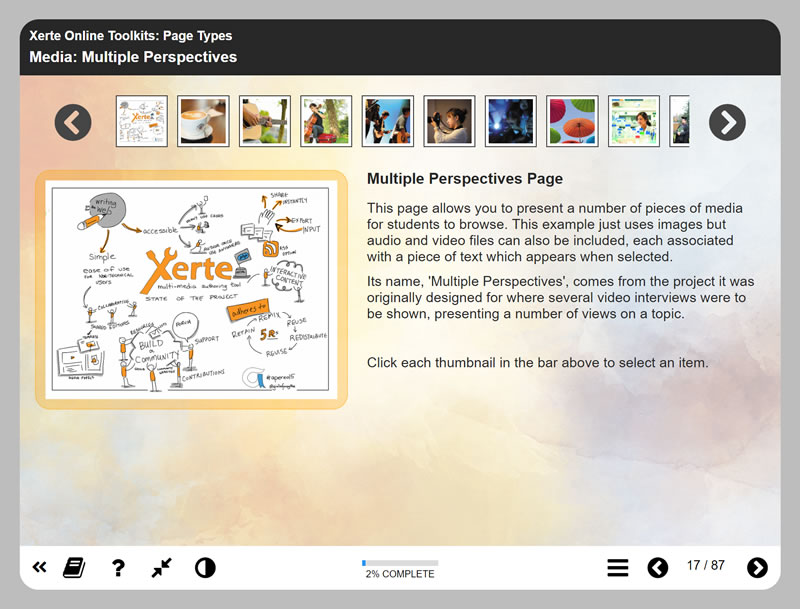 Xerte Online Toolkits: Page Types
Media: Multiple Perspectives
Xerte
Multiple Perspectives Page
This page allows you to present a number of pieces of media
for students to browse. This example just uses images but
audio and video files can also be included, each associated
with a piece of text which appears when selected.
Its name, 'Multiple Perspectives', comes from the project it was
originally designed for where several video interviews were to
be shown, presenting a number of views on a topic.
Click each thumbnail in the bar above to select an item.
writing
accessible
Simple
ease of use
for non-technical
users
SHARE
INSTANTLY
EXPORT
INPUT
RSS
Xerte
multi-media authoring tool
STATE OF THE PROJECT
INTERACTIVE
CONTENT
COLLABORATION
adheres to
REMIX
REUSE
REDISTRIBUTE
REVISE
RETAIN
5R
FORUM
BUILD
a
COMMUNITY
SUPPORT
CONTRIBUTIONS
#apereo15
?
2% COMPLETE
17 / 87